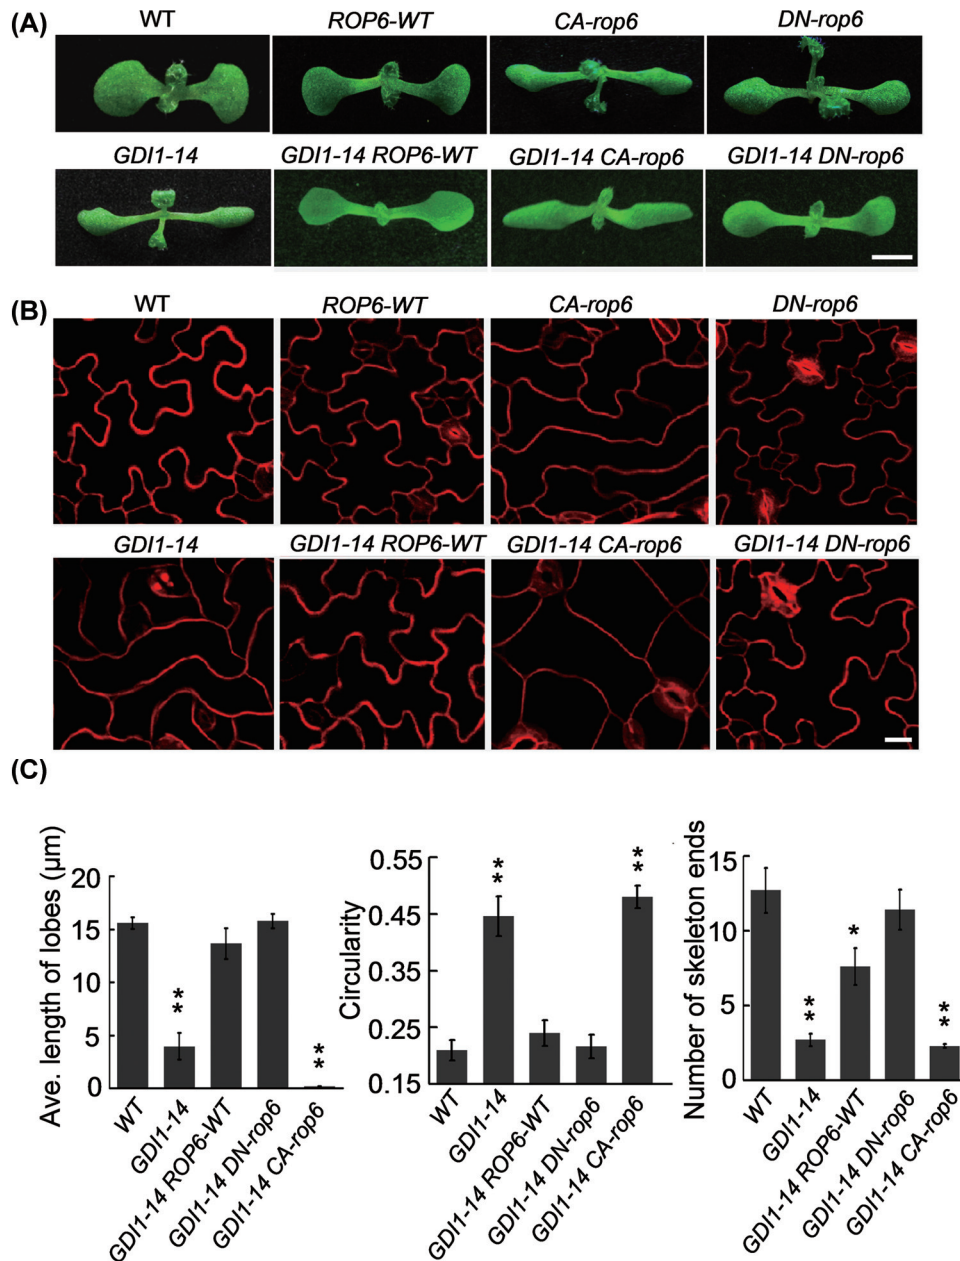 (A)
WT ROP6-WT CA-rop6 DN-rop6
GDI1-14 GDI1-14 ROP6-WT GDI1-14 CA-rop6 GDI1-14 DN-rop6
(B)
WT ROP6-WT CA-rop6 DN-rop6
GDI1-14 GDI1-14 ROP6-WT GDI1-14 CA-rop6 GDI1-14 DN-rop6
(C)
Ave. length of lobes (µm)
20
15
10
5
0
**
**
WT
GDI1-14
GDI1-14 ROP6-WT
GDI1-14 DN-rop6
GDI1-14 CA-rop6
Circularity
0.55
0.45
0.35
0.25
0.15
**
**
WT
GDI1-14
GDI1-14 ROP6-WT
GDI1-14 DN-rop6
GDI1-14 CA-rop6
Number of skeleton ends
15
10
5
0
**
*
**
WT
GDI1-14
GDI1-14 ROP6-WT
GDI1-14 DN-rop6
GDI1-14 CA-rop6